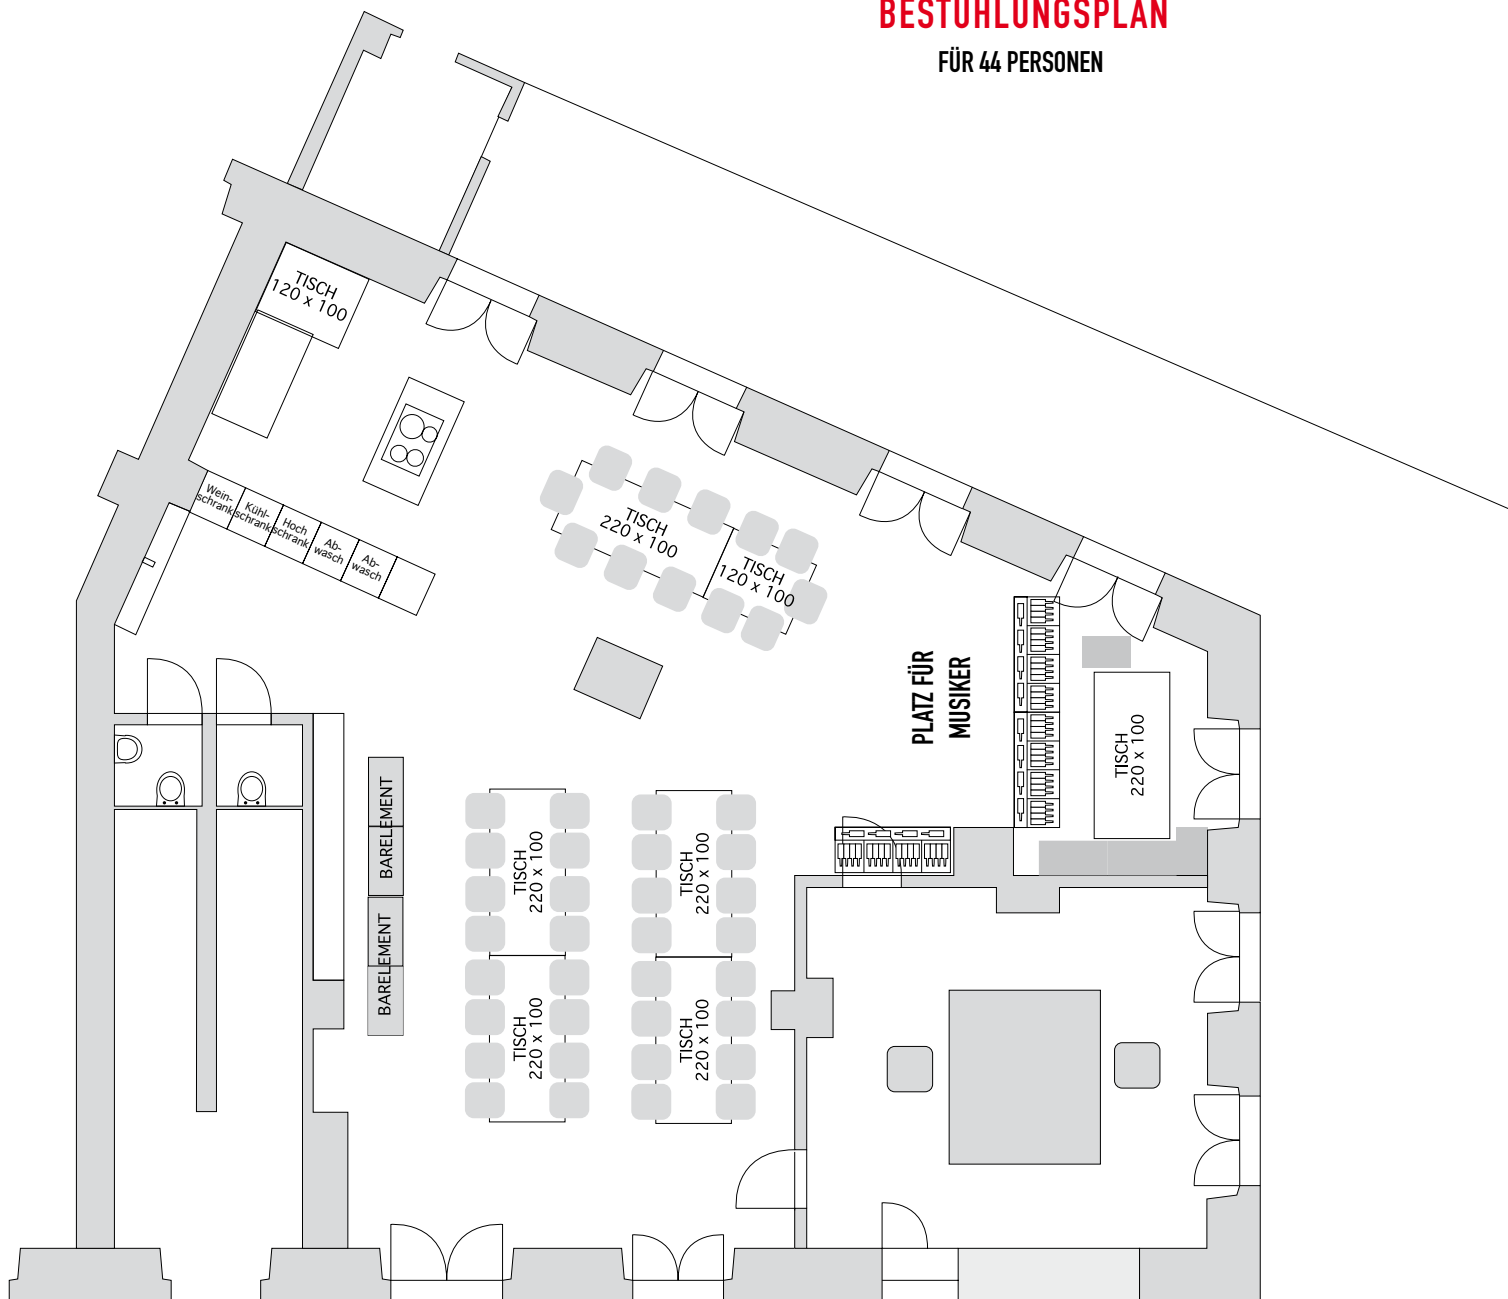 BESTUHLUNGSPLAN
FÜR 44 PERSONEN
TISCH
120 x 100
Wein-
schrank
Kühl-
schrank
Hoch
schrank
Ab-
wasch
Ab-
wasch
TISCH
220 x 100
TISCH
120 x 100
PLATZ FÜR
MUSIKER
TISCH
220 x 100
BARELEMENT
BARELEMENT
TISCH
220 x 100
TISCH
220 x 100
TISCH
220 x 100
TISCH
220 x 100